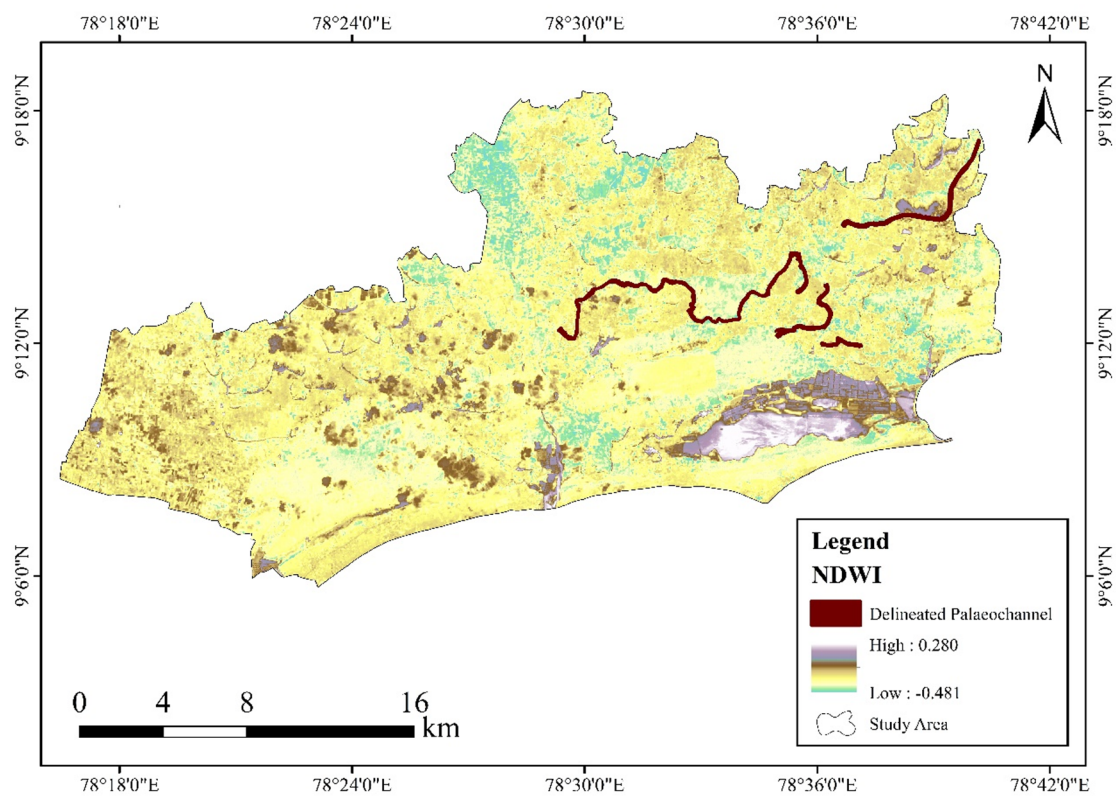 78°18'0"E 78°24'0"E 78°30'0"E 78°36'0"E 78°42'0"E
N
9°18'0"N 9°18'0"N
9°12'0"N 9°12'0"N
9°6'0"N 9°6'0"N
Legend
NDWI
Delineated Palaeochannel
High : 0.280
Low : -0.481
Study Area
0 4 8 16
km
78°18'0"E 78°24'0"E 78°30'0"E 78°36'0"E 78°42'0"E